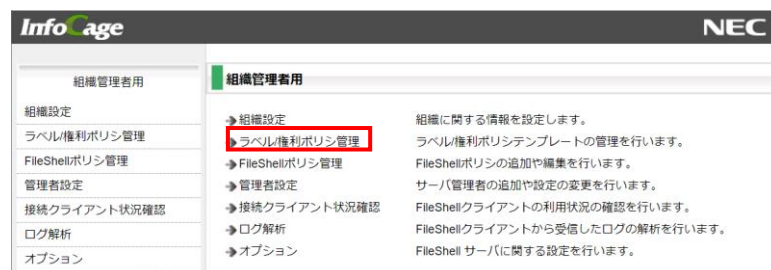 InfoCage
NEC
組織管理者用
組織設定
ラベル/権利ポリシ管理
FileShellポリシ管理
管理者設定
接続クライアント状況確認
ログ解析
オプション
組織管理者用
組織設定 組織に関する情報を設定します。
ラベル/権利ポリシ管理 ラベル/権利ポリシテンプレートの管理を行います。
FileShellポリシ管理 FileShellポリシの追加や編集を行います。
管理者設定 サーバ管理者の追加や設定の変更を行います。
接続クライアント状況確認 FileShellクライアントの利用状況の確認を行います。
ログ解析 FileShellクライアントから受信したログの解析を行います。
オプション FileShell サーバに関する設定を行います。